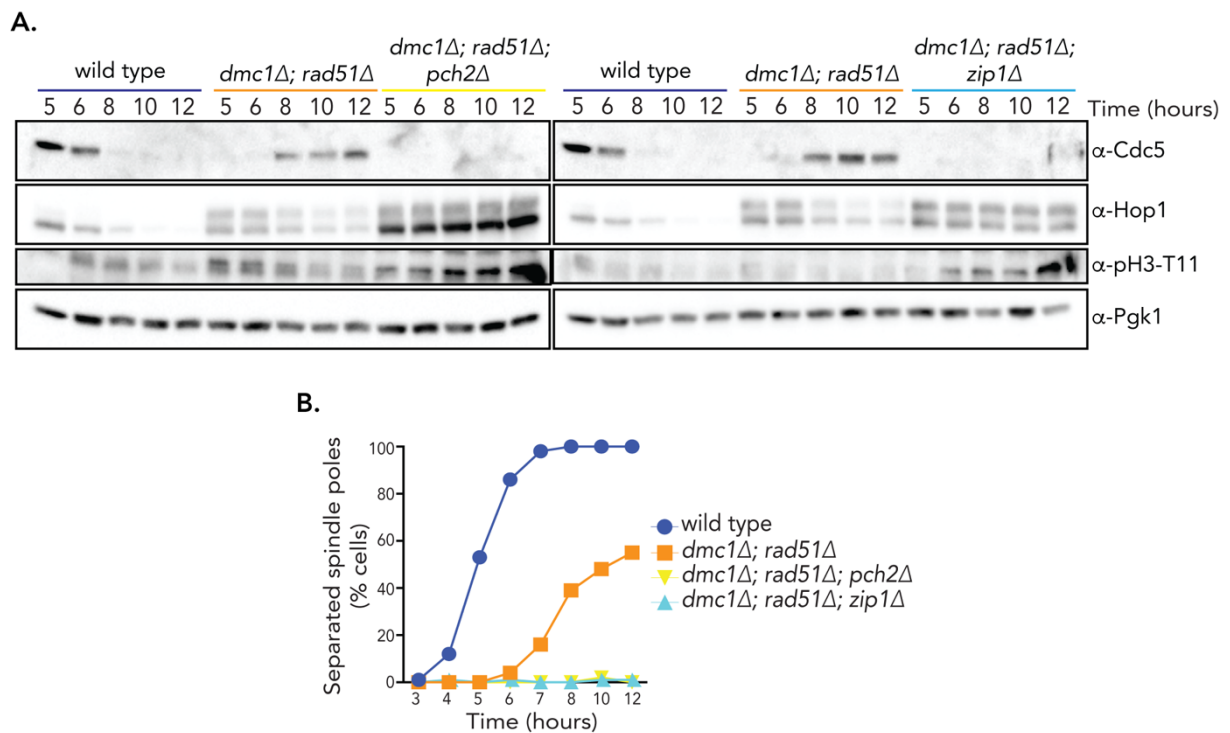 A.
wild type dmc1Δ; rad51Δ dmc1Δ; rad51Δ; pch2Δ wild type dmc1Δ; rad51Δ dmc1Δ; rad51Δ; zip1Δ
5 6 8 10 12 5 6 8 10 12 5 6 8 10 12 5 6 8 10 12 5 6 8 10 12 5 6 8 10 12 Time (hours)
α-Cdc5
α-Hop1
α-pH3-T11
α-Pgk1
B.
Separated spindle poles
(% cells)
100
80
60
40
20
0
3 4 5 6 7 8 10 12
Time (hours)
wild type
dmc1Δ; rad51Δ
dmc1Δ; rad51Δ; pch2Δ
dmc1Δ; rad51Δ; zip1Δ